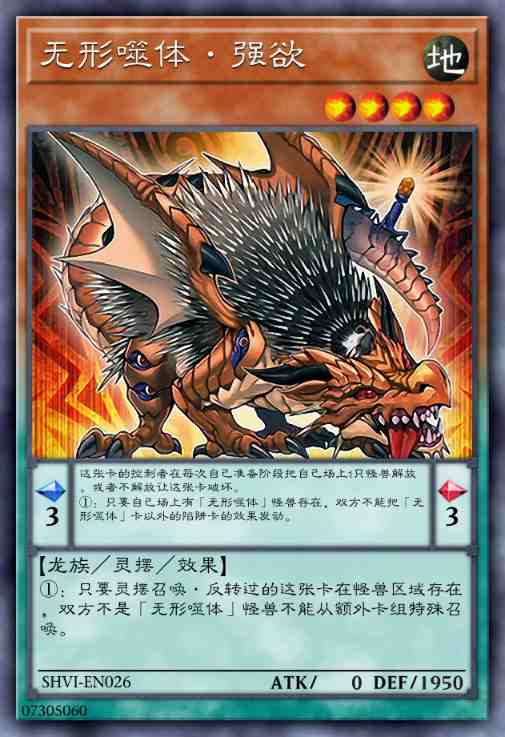 无形噬体·强欲
地
这张卡的控制者在每次自己准备阶段把自己场上1只怪兽解放
，或者不解放让这张卡破坏。
①：只要自己场上有「无形噬体」怪兽存在，双方不能把「无
形噬体」卡以外的陷阱卡的效果发动。
3
3
【龙族／灵摆／效果】
①：只要灵摆召唤·反转过的这张卡在怪兽区域存在
，双方不是「无形噬体」怪兽不能从额外卡组特殊召
唤。
SHVI-EN026
ATK/ 0 DEF/1950
07305060